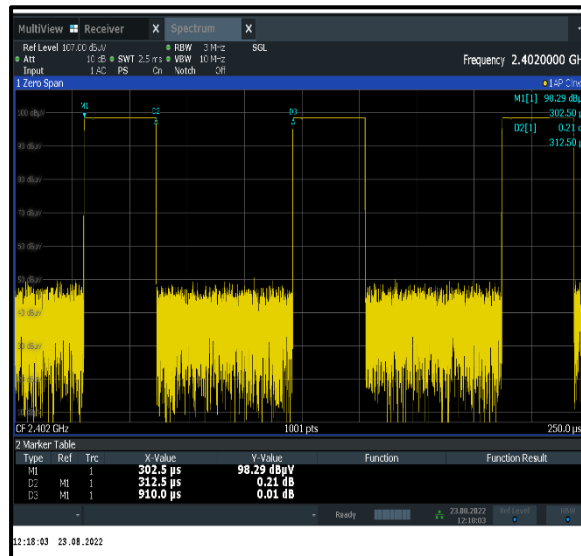 MultiView Receiver X Spectrum X
Ref Level 107.00 dBµV RBW 3 MHz SGL
Att 10 dB SWT 2.5 ms VBW 10 MHz Frequency 2.4020000 GH
Input 1 AC PS On Notch Off
1 Zero Span 1AP Clrw
M1[1] 98.29 dBµ
302.50 µ
D2[1] 0.21 d
312.50 µ
M1 D2 D3
100 dBµV
90 dBµV
80 dBµV
70 dBµV
60 dBµV
50 dBµV
40 dBµV
30 dBµV
CF 2.402 GHz 1001 pts 250.0 µs
2 Marker Table
Type Ref Trc X-Value Y-Value Function Function Result
M1 1 302.5 µs 98.29 dBµV
D2 M1 1 312.5 µs 0.21 dB
D3 M1 1 910.0 µs 0.01 dB
Ready 23.08.2022 Ref Level RBW
12:18:03
12:18:03 23.08.2022